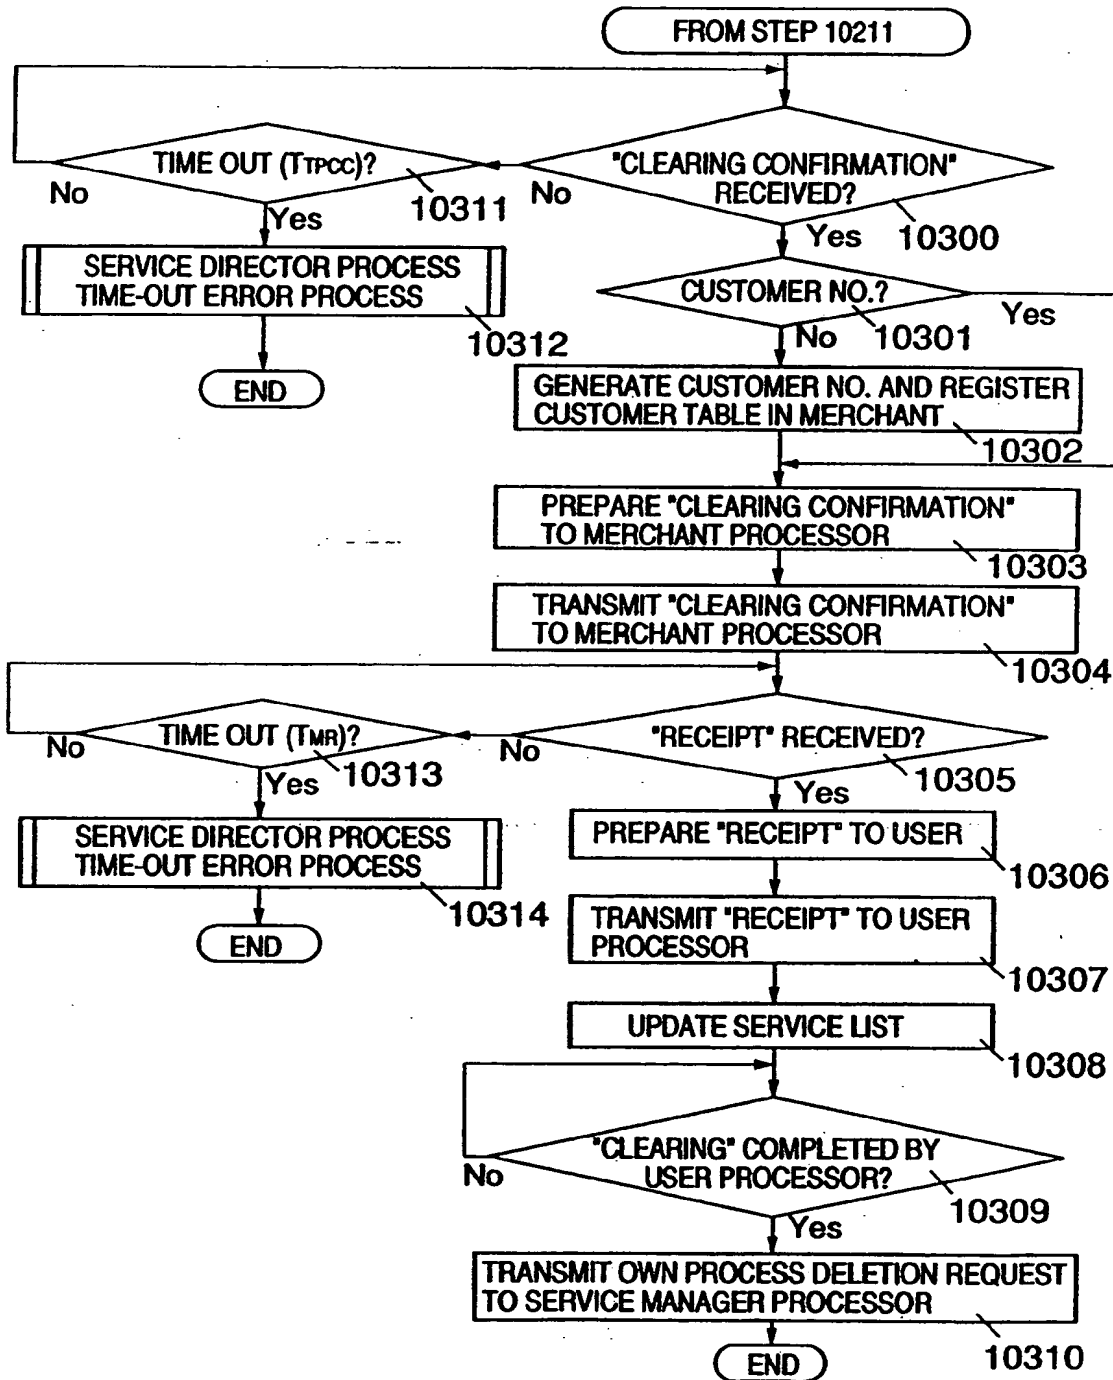 FROM STEP 10211
TIME OUT (TTPCC)?
No
10311
Yes
"CLEARING CONFIRMATION"
RECEIVED?
No
10300
Yes
SERVICE DIRECTOR PROCESS
TIME-OUT ERROR PROCESS
10312
END
CUSTOMER NO.?
10301
Yes
No
GENERATE CUSTOMER NO. AND REGISTER
CUSTOMER TABLE IN MERCHANT
10302
PREPARE "CLEARING CONFIRMATION"
TO MERCHANT PROCESSOR
10303
TRANSMIT "CLEARING CONFIRMATION"
TO MERCHANT PROCESSOR
10304
TIME OUT (TMR)?
No
10313
Yes
"RECEIPT" RECEIVED?
No
10305
Yes
SERVICE DIRECTOR PROCESS
TIME-OUT ERROR PROCESS
10314
END
PREPARE "RECEIPT" TO USER
10306
TRANSMIT "RECEIPT" TO USER
PROCESSOR
10307
UPDATE SERVICE LIST
10308
"CLEARING" COMPLETED BY
USER PROCESSOR?
No
10309
Yes
TRANSMIT OWN PROCESS DELETION REQUEST
TO SERVICE MANAGER PROCESSOR
10310
END